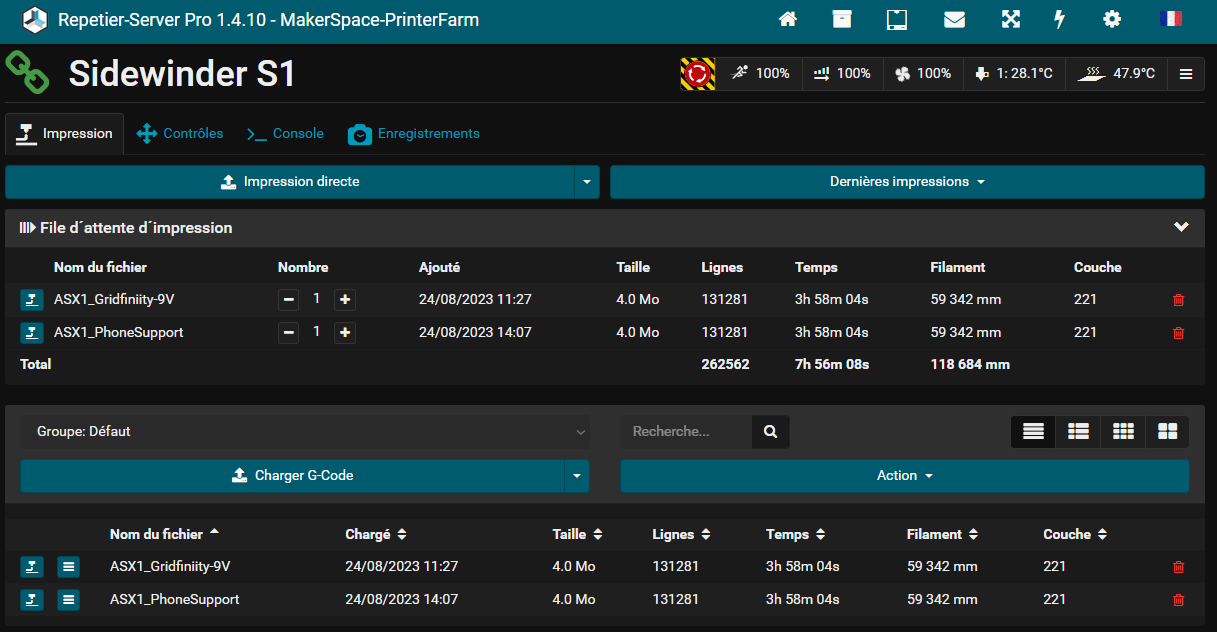 Repetier-Server Pro 1.4.10 - MakerSpace-PrinterFarm
Sidewinder S1
100% 100% 100% 1: 28.1°C 47.9°C
Impression Contrôles Console Enregistrements
Impression directe Dernières impressions
File d´attente d´impression
Nom du fichier Nombre Ajouté Taille Lignes Temps Filament Couche
ASX1_Gridfiniity-9V 1 24/08/2023 11:27 4.0 Mo 131281 3h 58m 04s 59 342 mm 221
ASX1_PhoneSupport 1 24/08/2023 14:07 4.0 Mo 131281 3h 58m 04s 59 342 mm 221
Total 262562 7h 56m 08s 118 684 mm
Groupe: Défaut Recherche...
Charger G-Code Action
Nom du fichier Chargé Taille Lignes Temps Filament Couche
ASX1_Gridfiniity-9V 24/08/2023 11:27 4.0 Mo 131281 3h 58m 04s 59 342 mm 221
ASX1_PhoneSupport 24/08/2023 14:07 4.0 Mo 131281 3h 58m 04s 59 342 mm 221